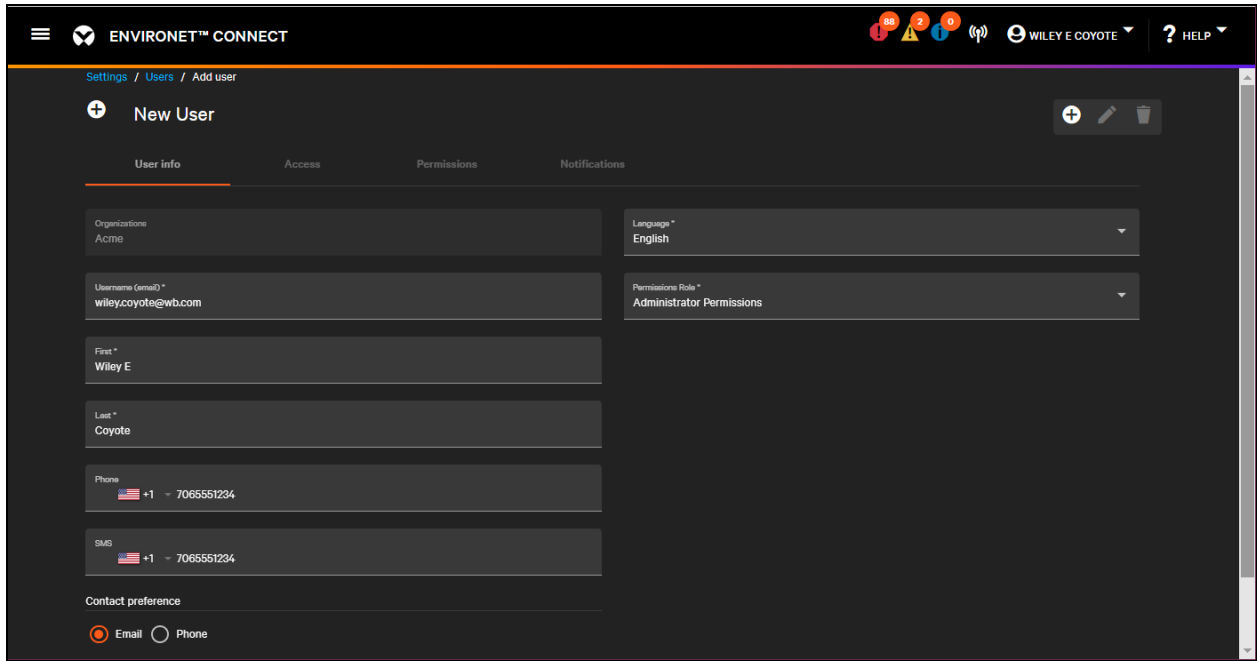 88 2 0
ENVIRONET™ CONNECT WILEY E COYOTE ? HELP
Settings / Users / Add user
New User
User info Access Permissions Notifications
Organizations
Acme
Language *
English
Username (email) *
wiley.coyote@wb.com
Permissions Role *
Administrator Permissions
First *
Wiley E
Last *
Coyote
Phone
+1 7065551234
SMS
+1 7065551234
Contact preference
Email Phone